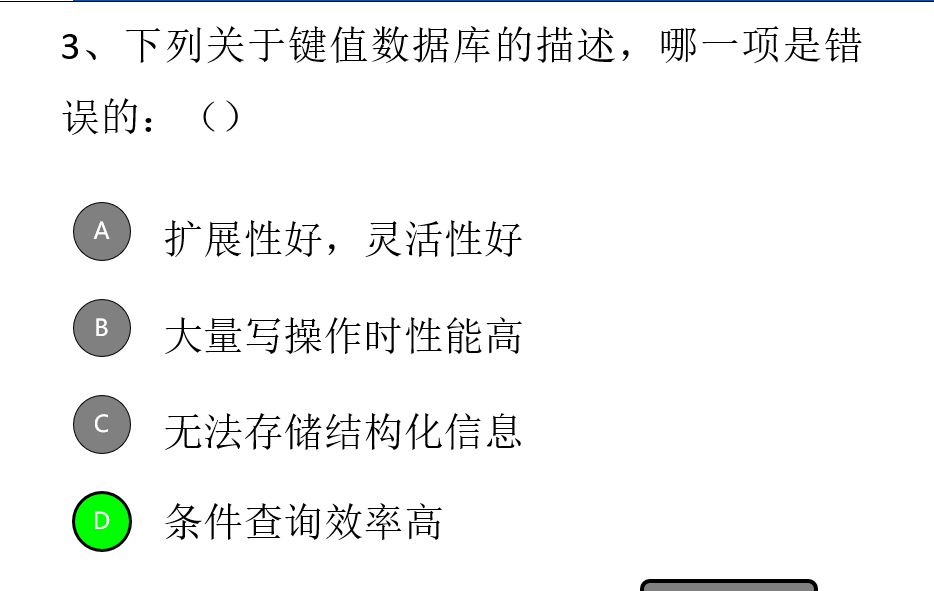 3、下列关于键值数据库的描述，哪一项是错
误的：（）
A 扩展性好，灵活性好
B 大量写操作时性能高
C 无法存储结构化信息
D 条件查询效率高